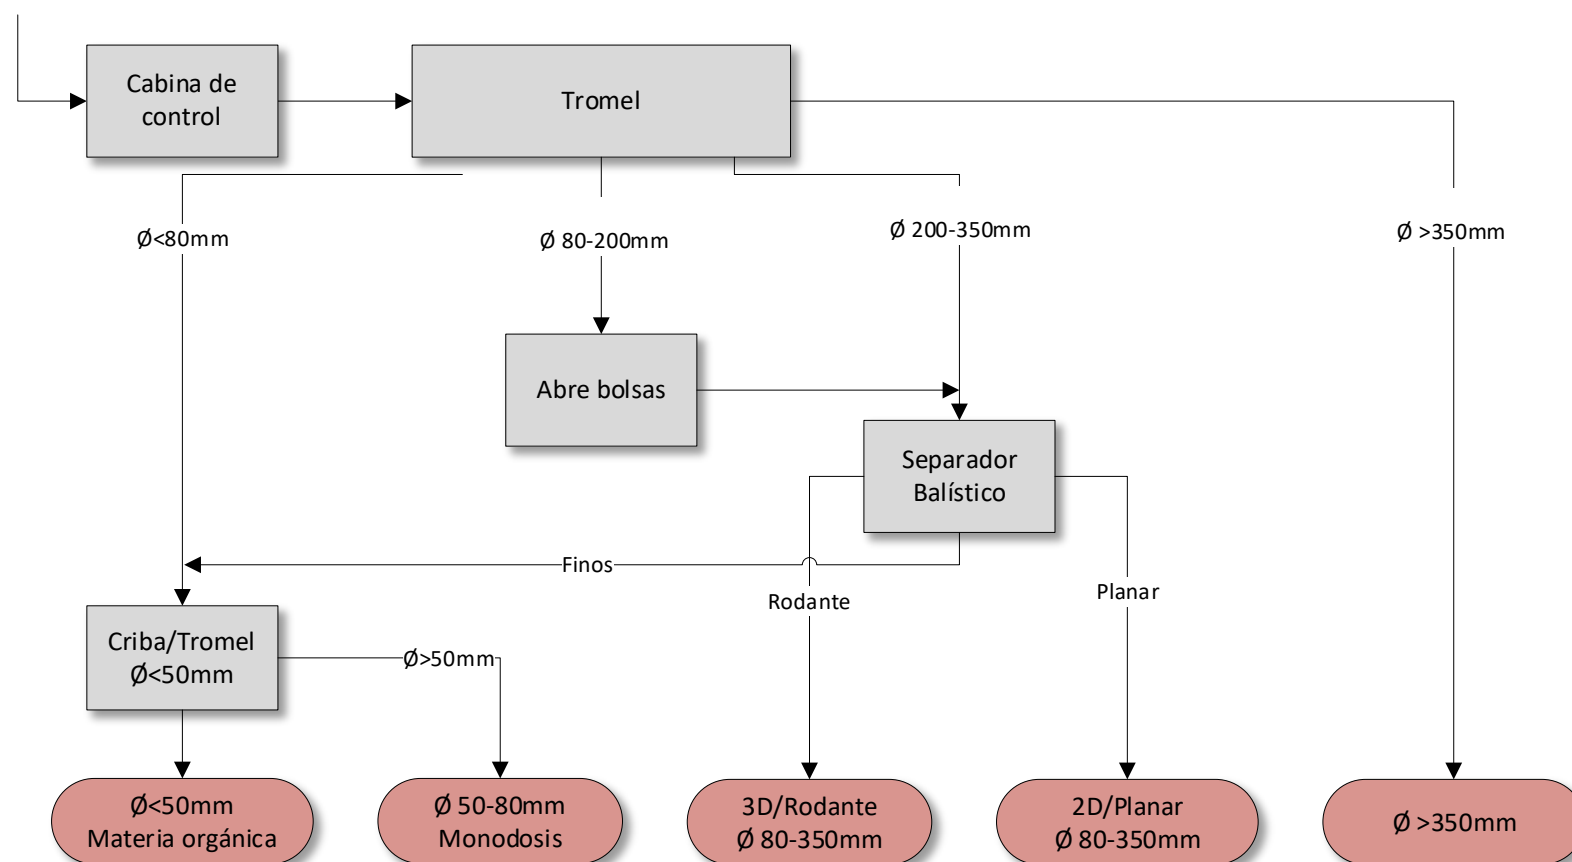 Cabina de
control
Tromel
Ø<80mm
Ø 80-200mm
Ø 200-350mm
Ø >350mm
Abre bolsas
Separador
Balístico
Finos
Rodante
Planar
Criba/Tromel
Ø<50mm
Ø>50mm
Ø<50mm
Materia orgánica
Ø 50-80mm
Monodosis
3D/Rodante
Ø 80-350mm
2D/Planar
Ø 80-350mm
Ø >350mm